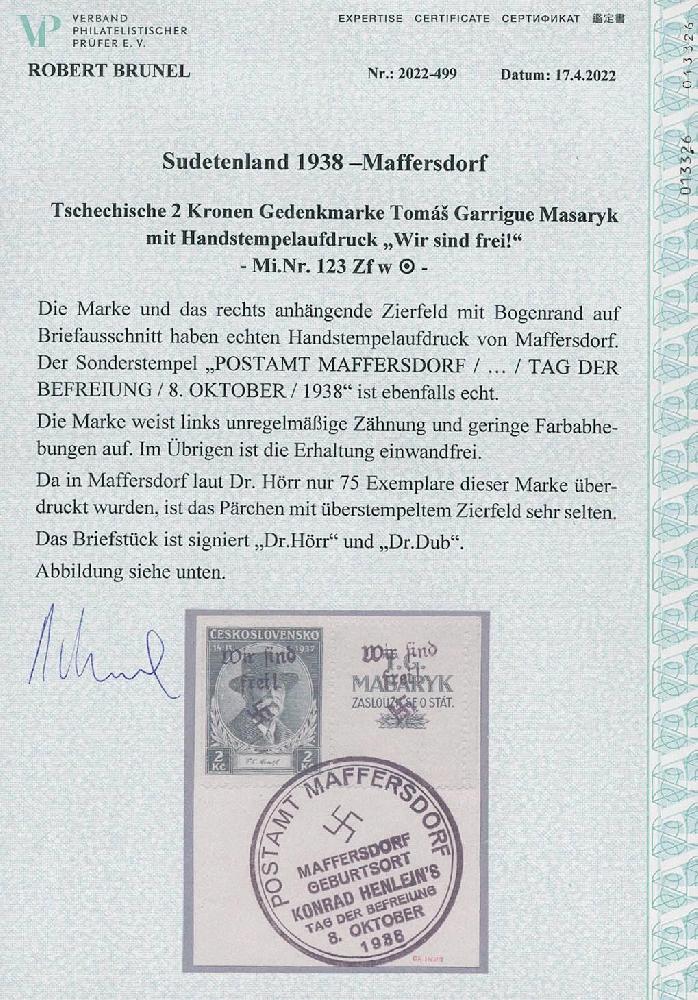 VERBAND
PHILATELISTISCHER
PRÜFER E. V.
EXPERTISE CERTIFICATE СЕРТИФИКАТ 鑑定書
ROBERT BRUNEL
Nr.: 2022-499 Datum: 17.4.2022
013326 013326
Sudetenland 1938 –Maffersdorf
Tschechische 2 Kronen Gedenkmarke Tomáš Garrigue Masaryk
mit Handstempelaufdruck „Wir sind frei!“
- Mi.Nr. 123 Zf w ⊙ -
Die Marke und das rechts anhängende Zierfeld mit Bogenrand auf
Briefausschnitt haben echten Handstempelaufdruck von Maffersdorf.
Der Sonderstempel „POSTAMT MAFFERSDORF / … / TAG DER
BEFREIUNG / 8. OKTOBER / 1938“ ist ebenfalls echt.
Die Marke weist links unregelmäßige Zähnung und geringe Farbabhe-
bungen auf. Im Übrigen ist die Erhaltung einwandfrei.
Da in Maffersdorf laut Dr. Hörr nur 75 Exemplare dieser Marke über-
druckt wurden, ist das Pärchen mit überstempeltem Zierfeld sehr selten.
Das Briefstück ist signiert „Dr.Hörr“ und „Dr.Dub“.
Abbildung siehe unten.
ČESKOSLOVENSKO
1937
Wir sind
frei!
2
Kč
2
Kč
Wir sind
frei!
T. G.
MASARYK
ZASLOUŽIL SE O STÁT.
POSTAMT MAFFERSDORF
MAFFERSDORF
GEBURTSORT
KONRAD HENLEIN'S
TAG DER BEFREIUNG
8. OKTOBER
1938